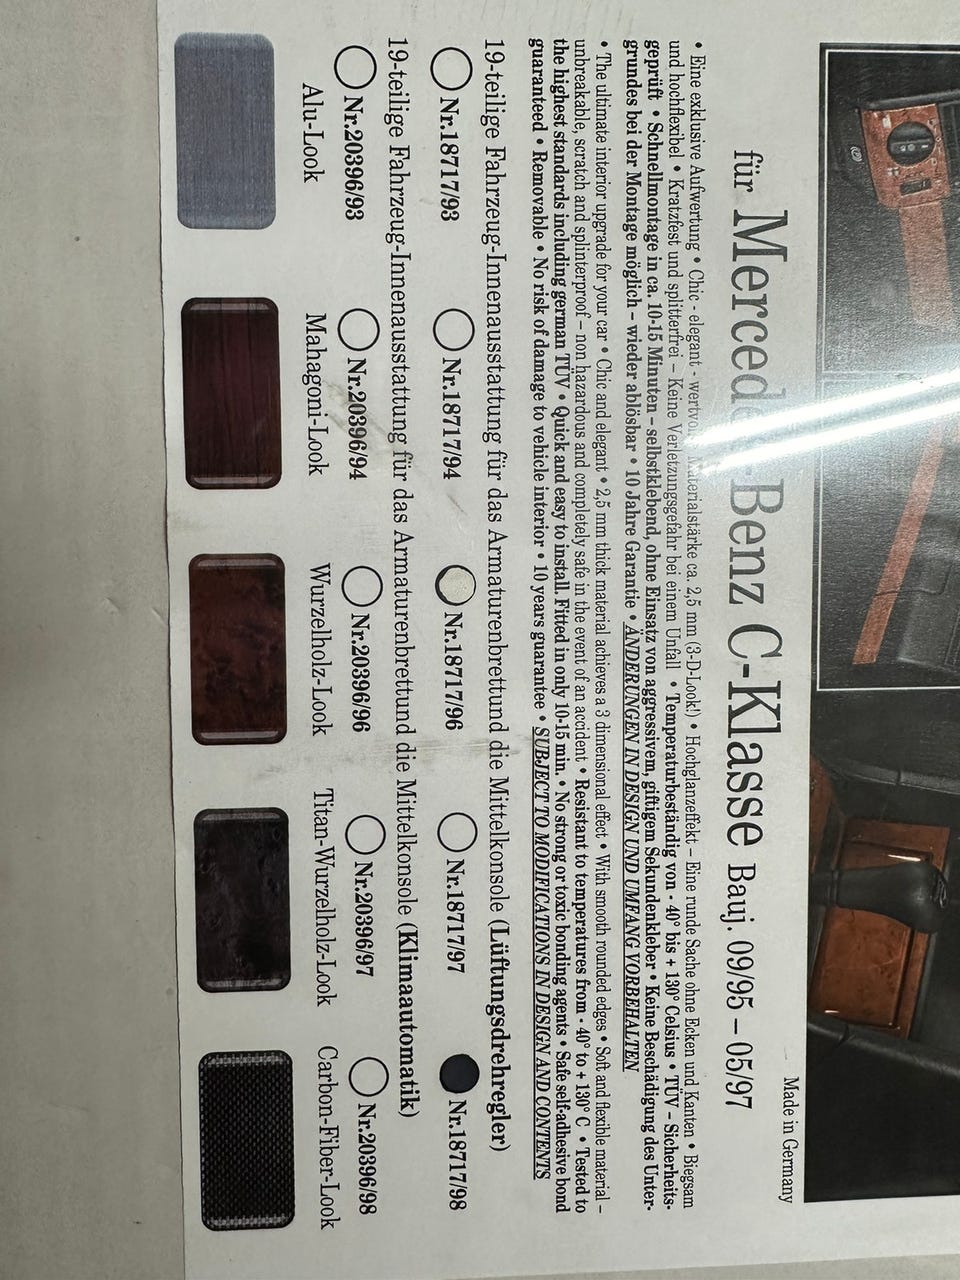 Made in Germany
für Mercedes-Benz C-Klasse Bauj. 09/95 – 05/97
• Eine exklusive Aufwertung • Chic - elegant - wertvoll Materialstärke ca. 2,5 mm (3-D-Look!) • Hochglanzeffekt – Eine runde Sache ohne Ecken und Kanten • Biegsam
und hochflexibel • Kratzfest und splitterfrei – Keine Verletzungsgefahr bei einem Unfall • Temperaturbeständig von - 40° bis + 130° Celsius • TÜV – Sicherheits-
geprüft • Schnellmontage in ca. 10-15 Minuten – selbstklebend, ohne Einsatz von aggressivem, giftigem Sekundenkleber • Keine Beschädigung des Unter-
grundes bei der Montage möglich – wieder ablösbar • 10 Jahre Garantie • ÄNDERUNGEN IN DESIGN UND UMFANG VORBEHALTEN
• The ultimate interior upgrade for your car • Chic and elegant • 2,5 mm thick material achieves a 3 dimensional effect • With smooth rounded edges • Soft and flexible material –
unbreakable, scratch and splinterproof – non hazardous and completely safe in the event of an accident • Resistant to temperatures from - 40° to + 130° C • Tested to
the highest standards including german TÜV • Quick and easy to install. Fitted in only 10-15 min. • No strong or toxic bonding agents • Safe self-adhesive bond
guaranteed • Removable • No risk of damage to vehicle interior • 10 years guarantee • SUBJECT TO MODIFICATIONS IN DESIGN AND CONTENTS
19-teilige Fahrzeug-Innenausstattung für das Armaturenbrettund die Mittelkonsole (Lüftungsdrehregler)
Nr.18717/93 Nr.18717/94 Nr.18717/96 Nr.18717/97 Nr.18717/98
19-teilige Fahrzeug-Innenausstattung für das Armaturenbrettund die Mittelkonsole (Klimaautomatik)
Nr.20396/93 Nr.20396/94 Nr.20396/96 Nr.20396/97 Nr.20396/98
Alu-Look Mahagoni-Look Wurzelholz-Look Titan-Wurzelholz-Look Carbon-Fiber-Look